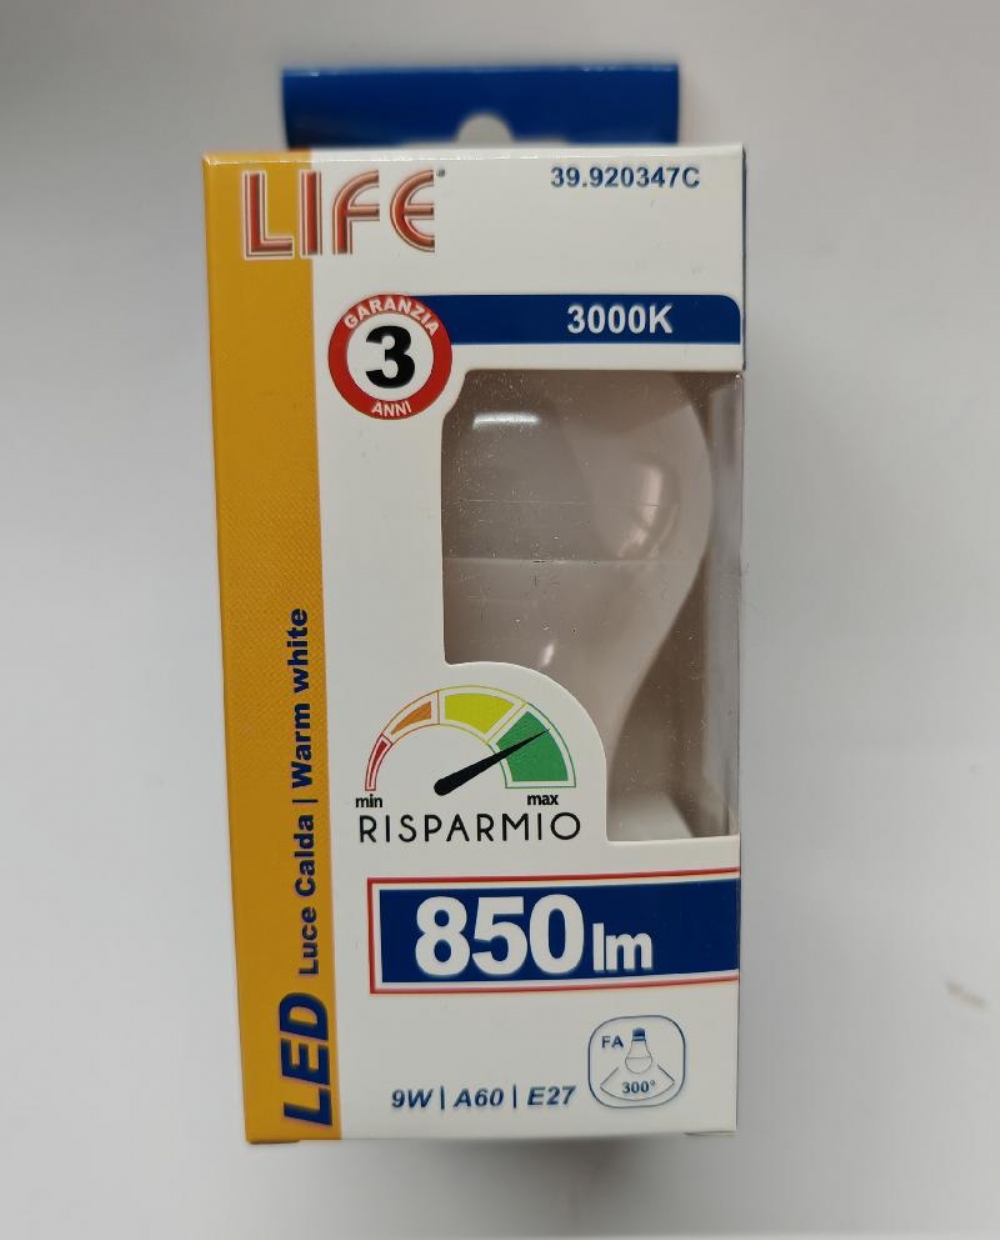 LIFE
39.920347C
3000K
GARANZIA
3
ANNI
LED Luce Calda | Warm white
min
max
RISPARMIO
850lm
FA
300°
9W | A60 | E27